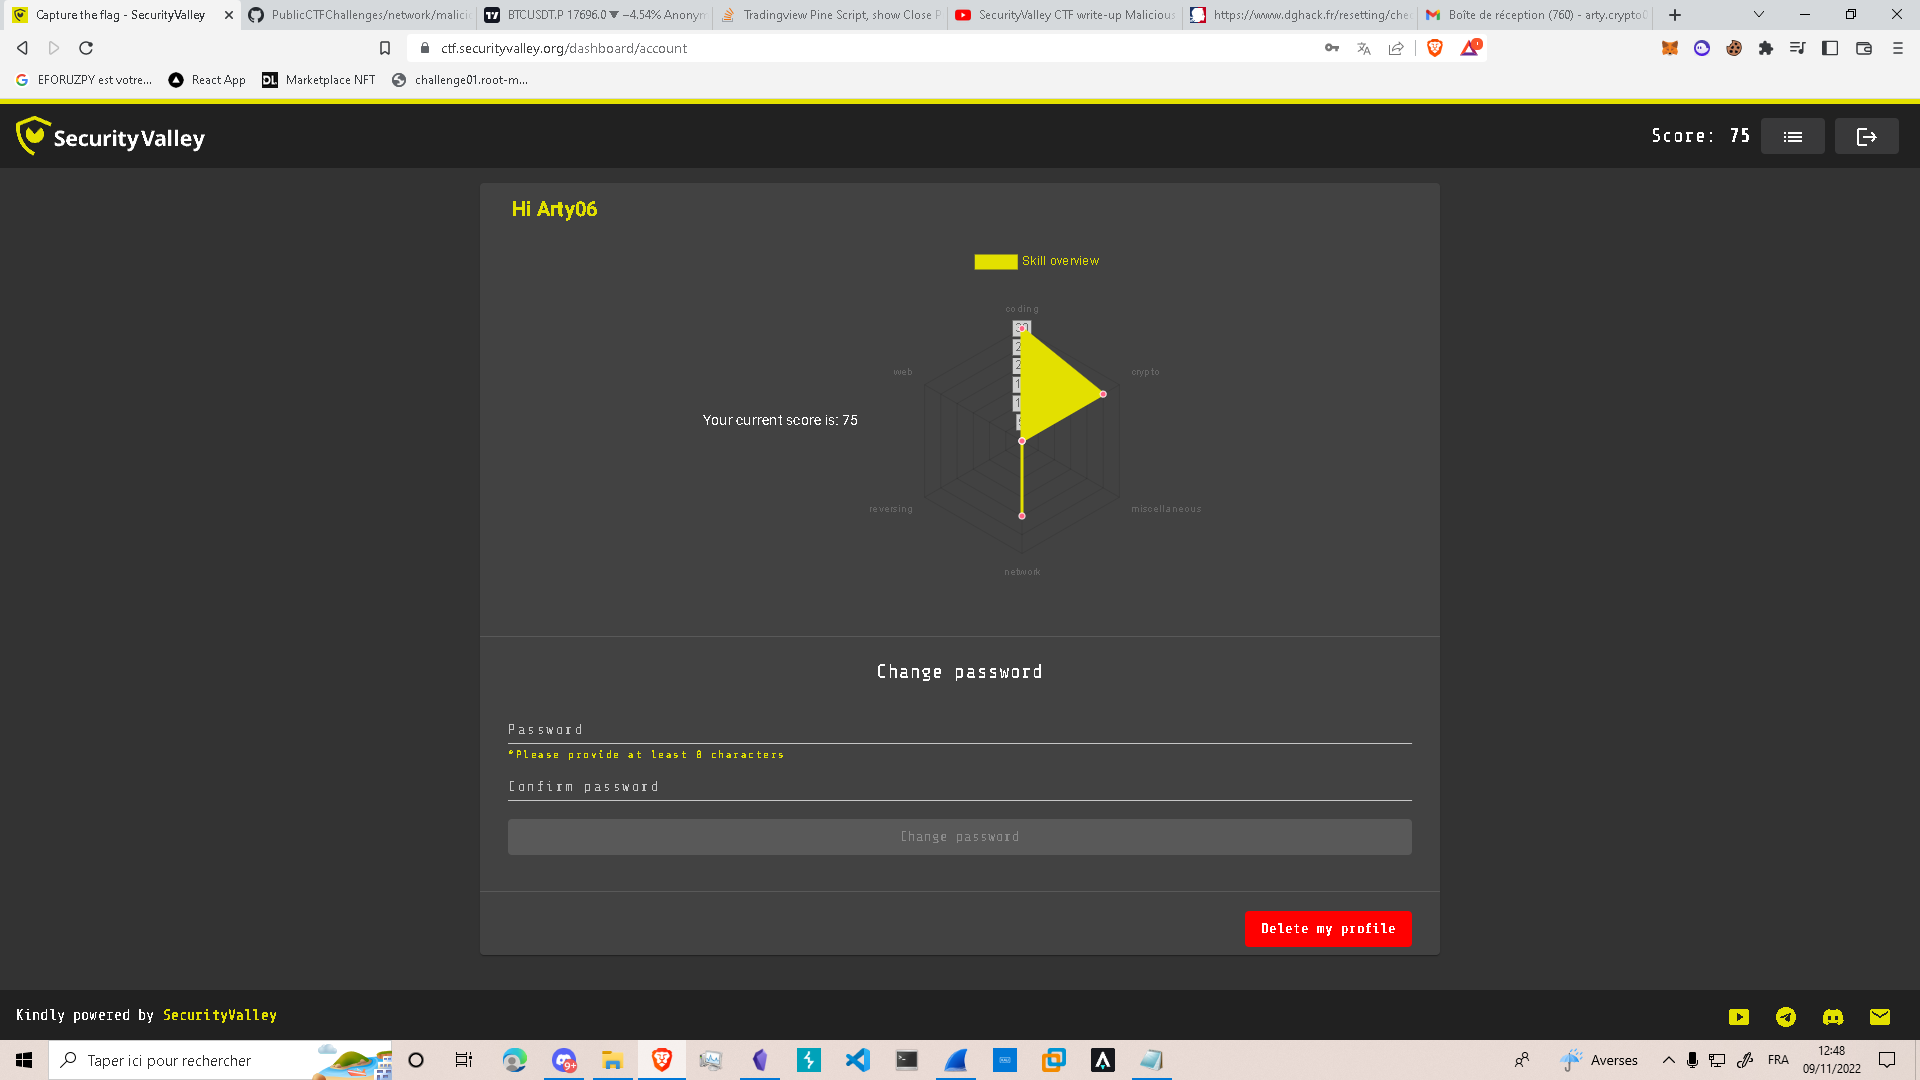 Capture the flag - SecurityValley
PublicCTFChallenges/network/malici
BTCUSDT.P 17696.0 ▼ −4.54% Anonym
Tradingview Pine Script, show Close P
SecurityValley CTF write-up Malicious
https://www.dghack.fr/resetting/che
Boîte de réception (760) - arty.crypto0
ctf.securityvalley.org/dashboard/account
EFORUZPY est votre...
React App
Marketplace NFT
challenge01.root-m...
SecurityValley
Score: 75
Hi Arty06
Skill overview
coding
web
crypto
Your current score is: 75
reversing
miscellaneous
network
Change password
Password
*Please provide at least 8 characters
Confirm password
Change password
Delete my profile
Kindly powered by SecurityValley
Taper ici pour rechercher
9+
Averses
FRA
12:48
09/11/2022